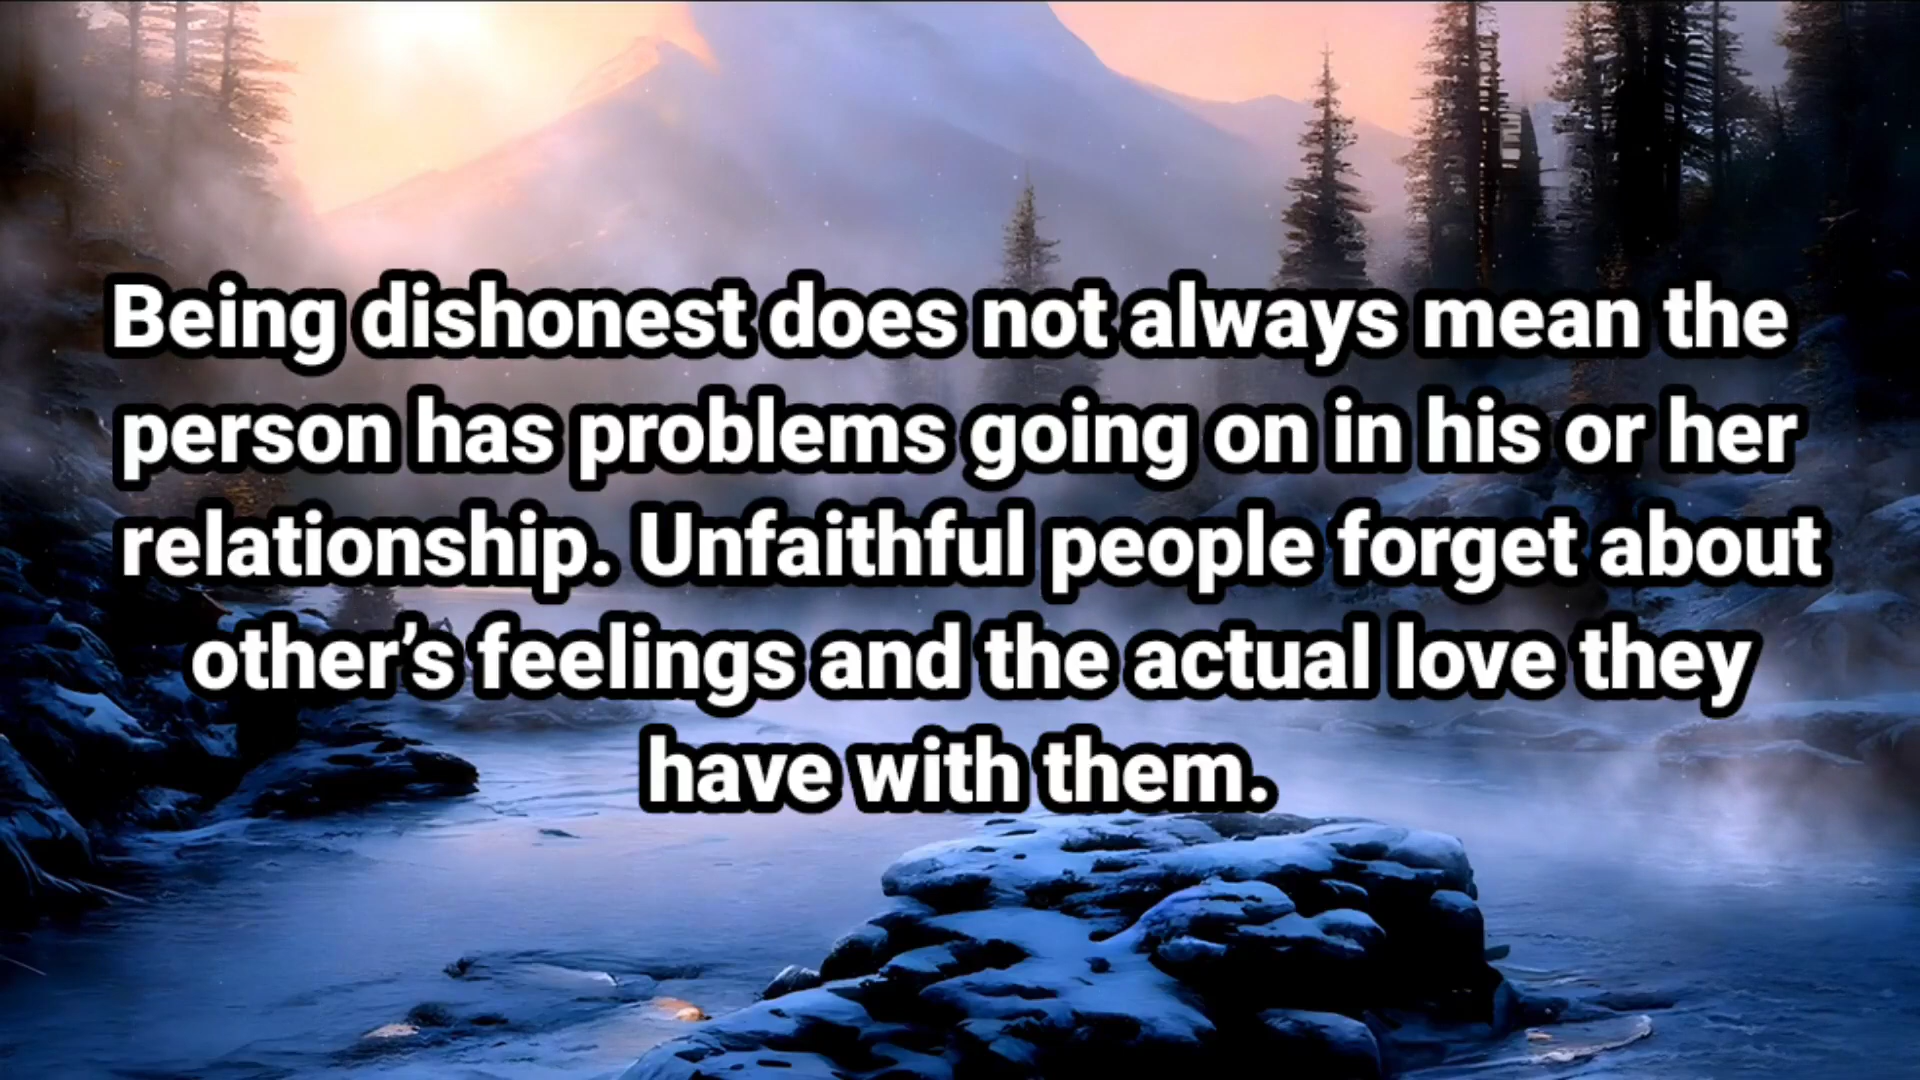 Being dishonest does not always mean the
person has problems going on in his or her
relationship. Unfaithful people forget about
other’s feelings and the actual love they
have with them.